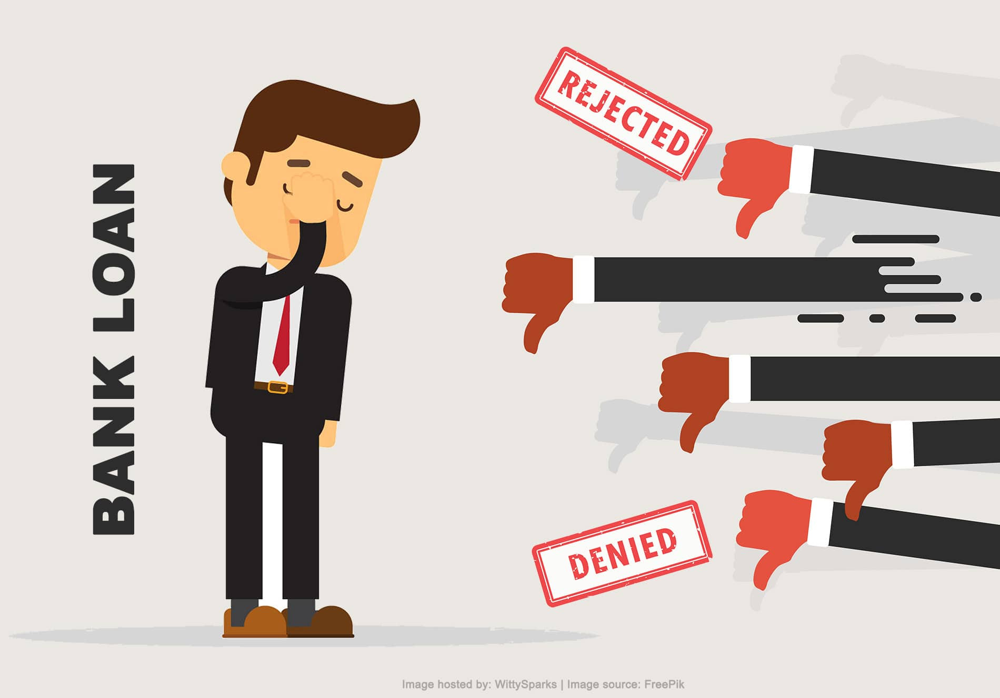 BANK LOAN
REJECTED
DENIED
Image hosted by: WittySparks | Image source: FreePik